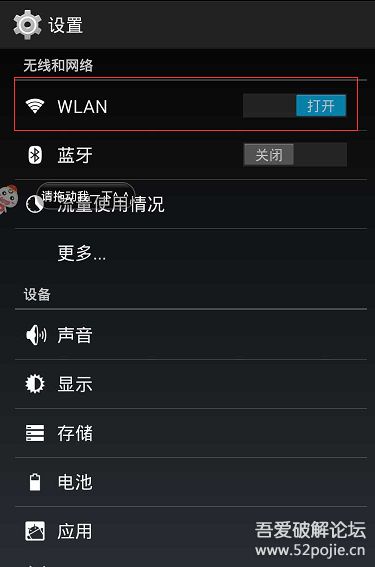 设置
无线和网络
WLAN
打开
蓝牙
关闭
请拖动我一下^_^
流量使用情况
更多...
设备
声音
显示
存储
电池
应用
吾爱破解论坛
www.52pojie.cn